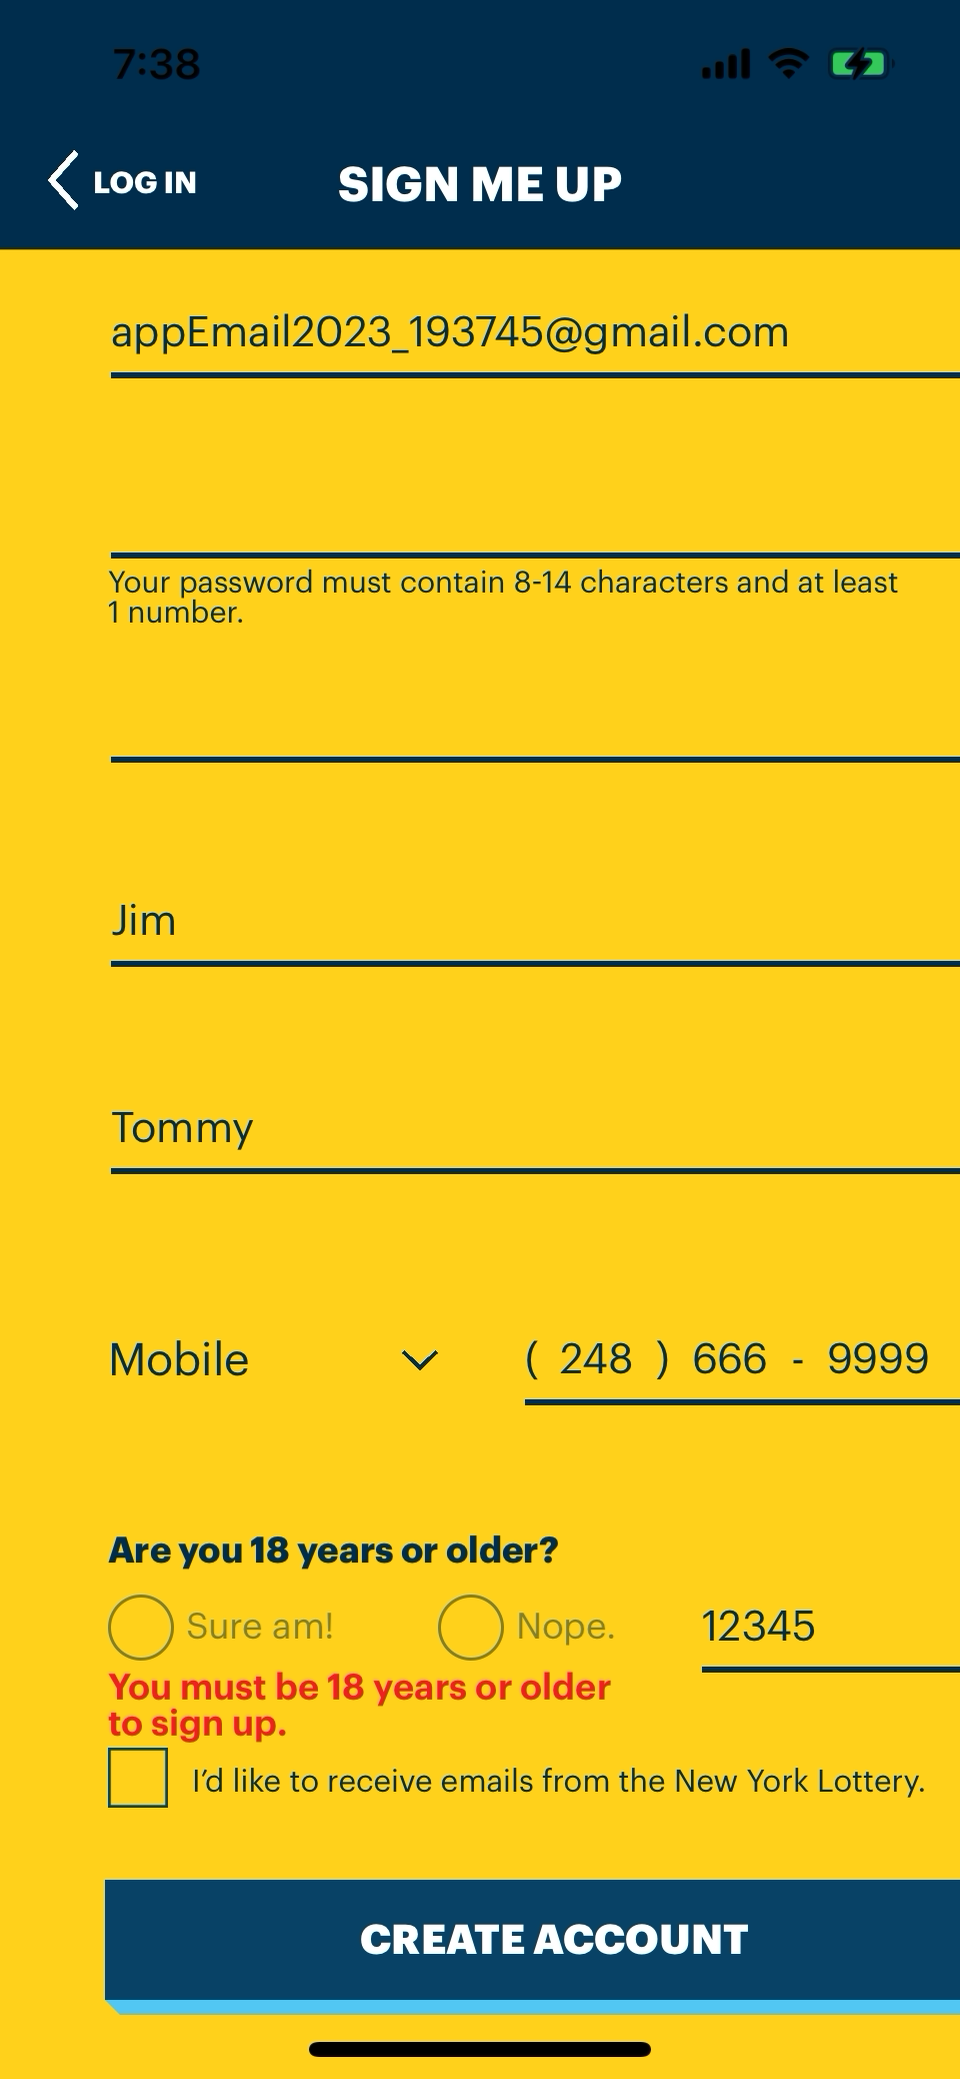 7:38
LOG IN
SIGN ME UP
appEmail2023_193745@gmail.com
Your password must contain 8-14 characters and at least
1 number.
Jim
Tommy
Mobile
( 248 ) 666 - 9999
Are you 18 years or older?
Sure am!
Nope.
12345
You must be 18 years or older
to sign up.
I’d like to receive emails from the New York Lottery.
CREATE ACCOUNT